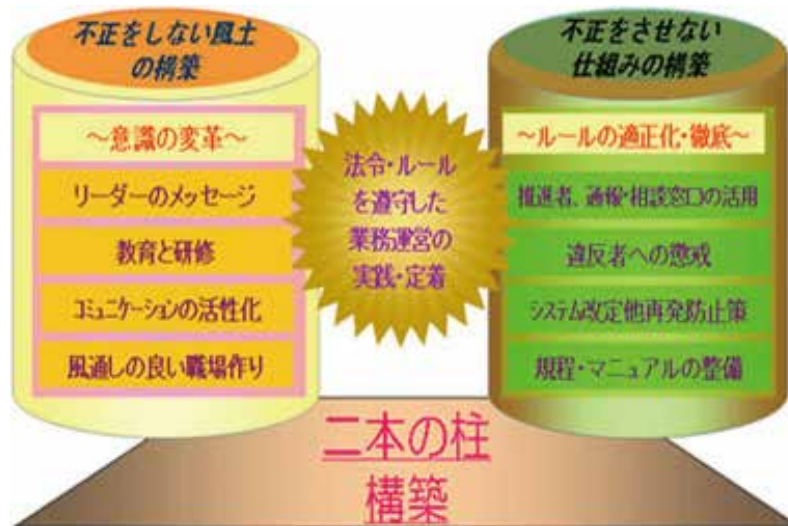 不正をしない風土
の構築
～意識の変革～
リーダーのメッセージ
教育と研修
コミュニケーションの活性化
風通しの良い職場作り
法令・ルール
を遵守した
業務運営の
実践・定着
不正をさせない
仕組みの構築
～ルールの適正化・徹底～
推進者、通報・相談窓口の活用
違反者への懲戒
システム改定他再発防止策
規程・マニュアルの整備
二本の柱
構築